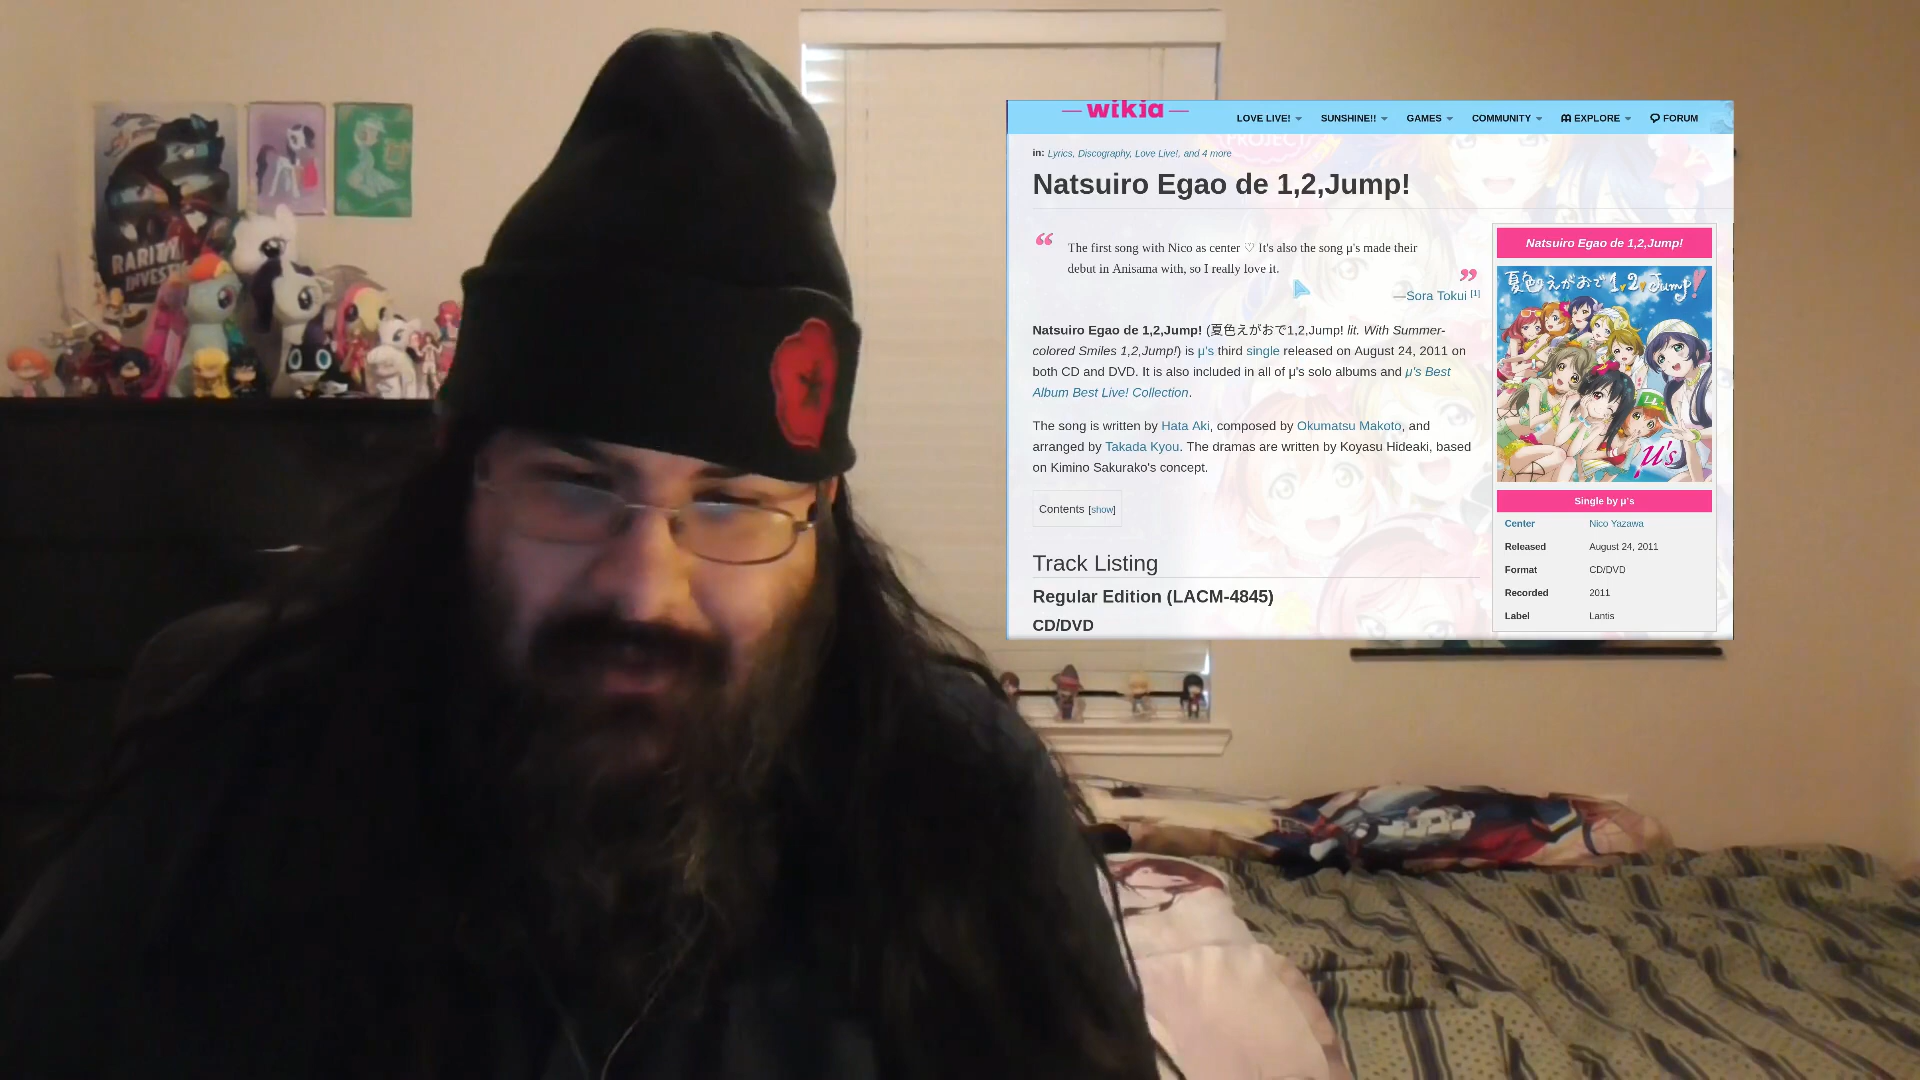 RARITY
INVESTI
wikia
LOVE LIVE!
SUNSHINE!!
GAMES
COMMUNITY
EXPLORE
FORUM
PROJECT
in: Lyrics, Discography, Love Live!, and 4 more
Natsuiro Egao de 1,2,Jump!
“
The first song with Nico as center ♡ It's also the song μ's made their
debut in Anisama with, so I really love it.
”
—Sora Tokui [1]
Natsuiro Egao de 1,2,Jump! (夏色えがおで1,2,Jump! lit. With Summer-
colored Smiles 1,2,Jump!) is μ's third single released on August 24, 2011 on
both CD and DVD. It is also included in all of μ's solo albums and μ's Best
Album Best Live! Collection.
The song is written by Hata Aki, composed by Okumatsu Makoto, and
arranged by Takada Kyou. The dramas are written by Koyasu Hideaki, based
on Kimino Sakurako's concept.
Contents [show]
Track Listing
Regular Edition (LACM-4845)
CD/DVD
Natsuiro Egao de 1,2,Jump!
夏色えがおで1,2,Jump!
LL
μ's
Single by μ's
Center Nico Yazawa
Released August 24, 2011
Format CD/DVD
Recorded 2011
Label Lantis